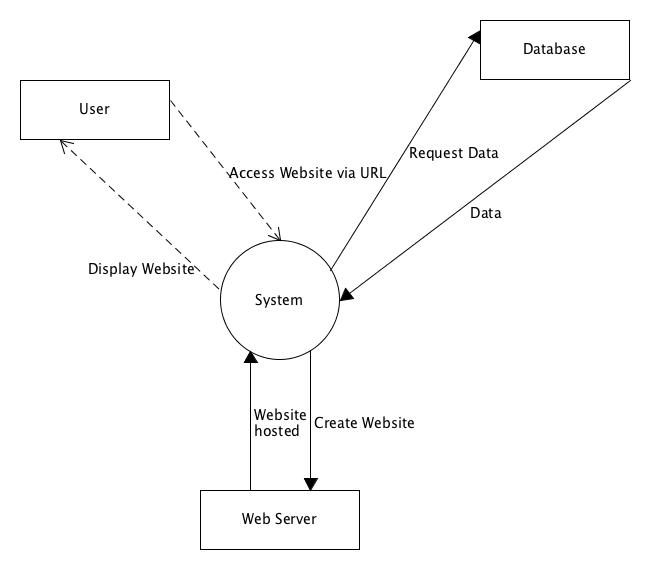 Database
User
Request Data
Access Website via URL
Data
Display Website
System
Website
hosted
Create Website
Web Server